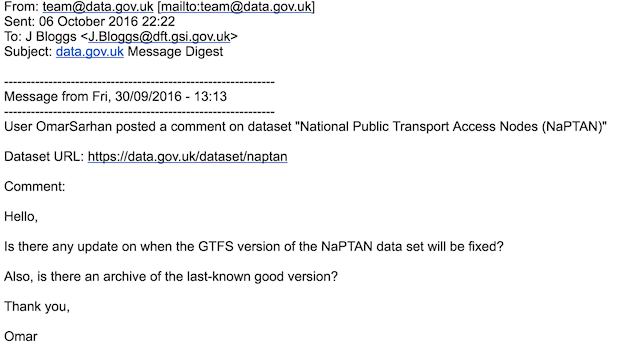 From: team@data.gov.uk [mailto:team@data.gov.uk]
Sent: 06 October 2016 22:22
To: J Bloggs <J.Bloggs@dft.gsi.gov.uk>
Subject: data.gov.uk Message Digest
------------------------------------------------------------
Message from Fri, 30/09/2016 - 13:13
------------------------------------------------------------
User OmarSarhan posted a comment on dataset "National Public Transport Access Nodes (NaPTAN)"
Dataset URL: https://data.gov.uk/dataset/naptan
Comment:
Hello,
Is there any update on when the GTFS version of the NaPTAN data set will be fixed?
Also, is there an archive of the last-known good version?
Thank you,
Omar